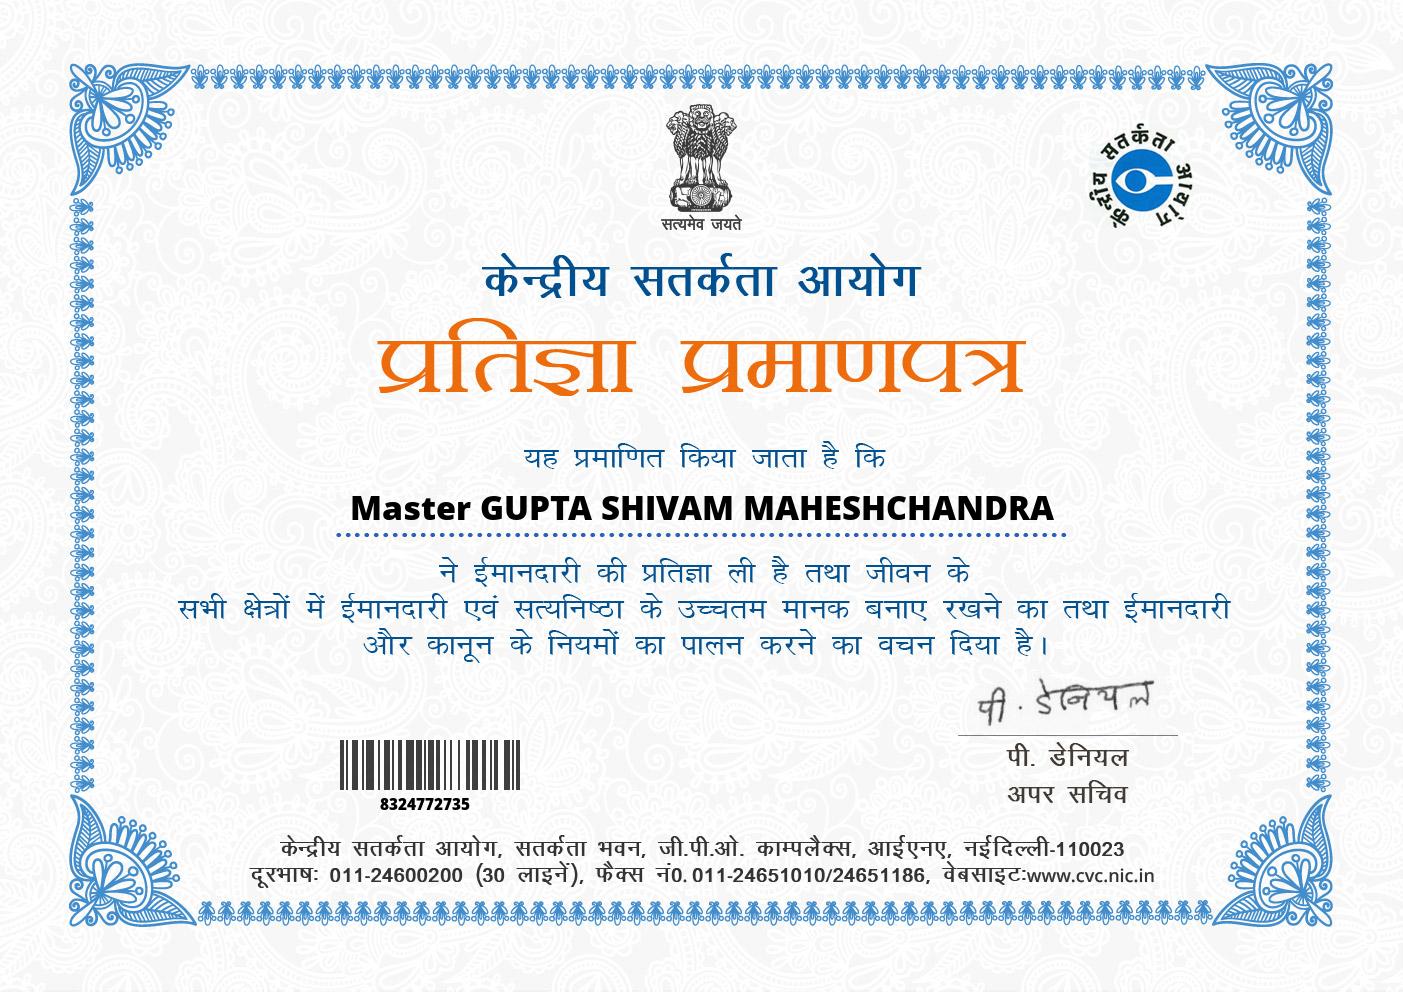 सत्यमेव जयते
केंद्रीय सतर्कता आयोग
केन्द्रीय सतर्कता आयोग
प्रतिज्ञा प्रमाणपत्र
यह प्रमाणित किया जाता है कि
Master GUPTA SHIVAM MAHESHCHANDRA
ने ईमानदारी की प्रतिज्ञा ली है तथा जीवन के
सभी क्षेत्रों में ईमानदारी एवं सत्यनिष्ठा के उच्चतम मानक बनाए रखने का तथा ईमानदारी
और कानून के नियमों का पालन करने का वचन दिया है।
पी. डेनियल
पी. डेनियल
अपर सचिव
8324772735
केन्द्रीय सतर्कता आयोग, सतर्कता भवन, जी.पी.ओ. काम्पलैक्स, आईएनए, नईदिल्ली-110023
दूरभाषः 011-24600200 (30 लाइनें), फैक्स नं0. 011-24651010/24651186, वेबसाइटः www.cvc.nic.in